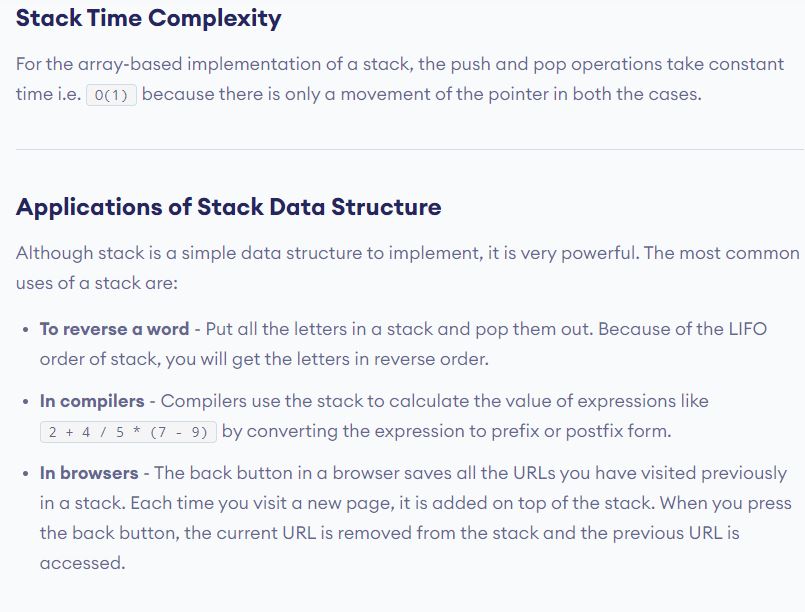 Stack Time Complexity
For the array-based implementation of a stack, the push and pop operations take constant
time i.e. O(1) because there is only a movement of the pointer in both the cases.
Applications of Stack Data Structure
Although stack is a simple data structure to implement, it is very powerful. The most common
uses of a stack are:
• To reverse a word - Put all the letters in a stack and pop them out. Because of the LIFO
order of stack, you will get the letters in reverse order.
• In compilers - Compilers use the stack to calculate the value of expressions like
2 + 4 / 5 * (7 - 9) by converting the expression to prefix or postfix form.
• In browsers - The back button in a browser saves all the URLs you have visited previously
in a stack. Each time you visit a new page, it is added on top of the stack. When you press
the back button, the current URL is removed from the stack and the previous URL is
accessed.